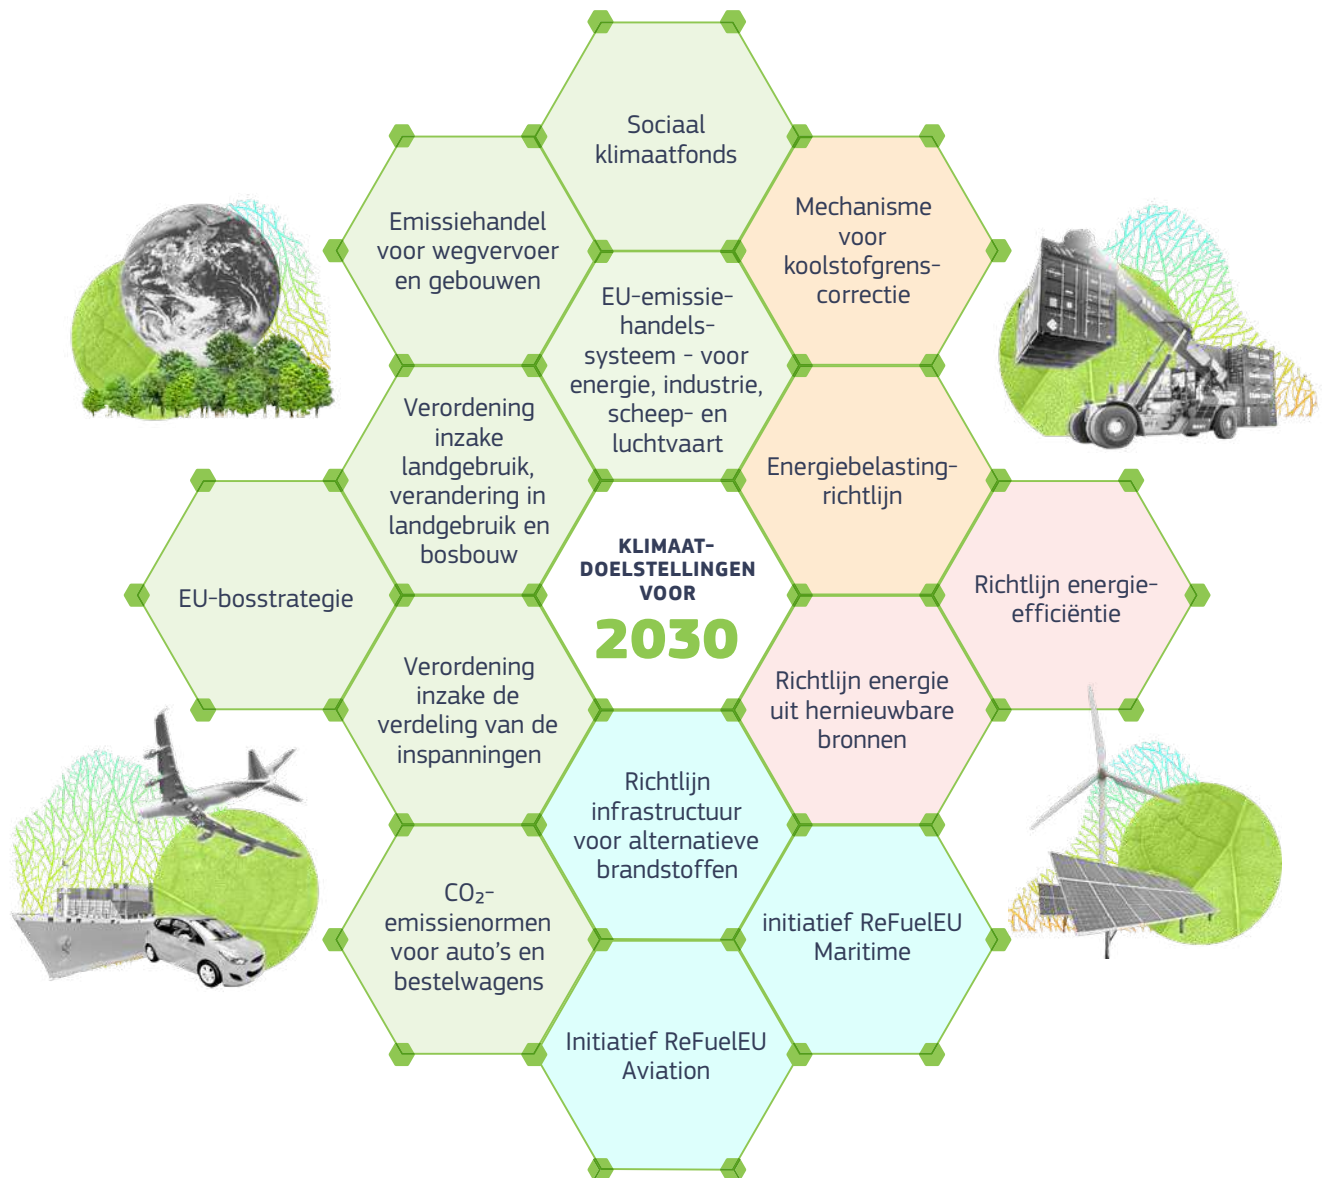 Sociaal
klimaatfonds
Emissiehandel
voor wegvervoer
en gebouwen
Mechanisme
voor
koolstofgrens-
correctie
EU-emissie-
handels-
systeem - voor
energie, industrie,
scheep- en
luchtvaart
Verordening
inzake
landgebruik,
verandering in
landgebruik en
bosbouw
Energiebelasting-
richtlijn
KLIMAAT-
DOELSTELLINGEN
VOOR
2030
EU-bosstrategie
Richtlijn energie-
efficiëntie
Verordening
inzake de
verdeling van de
inspanningen
Richtlijn energie
uit hernieuwbare
bronnen
Richtlijn
infrastructuur
voor alternatieve
brandstoffen
CO₂-
emissienormen
voor auto's en
bestelwagens
initiatief ReFuelEU
Maritime
Initiatief ReFuelEU
Aviation